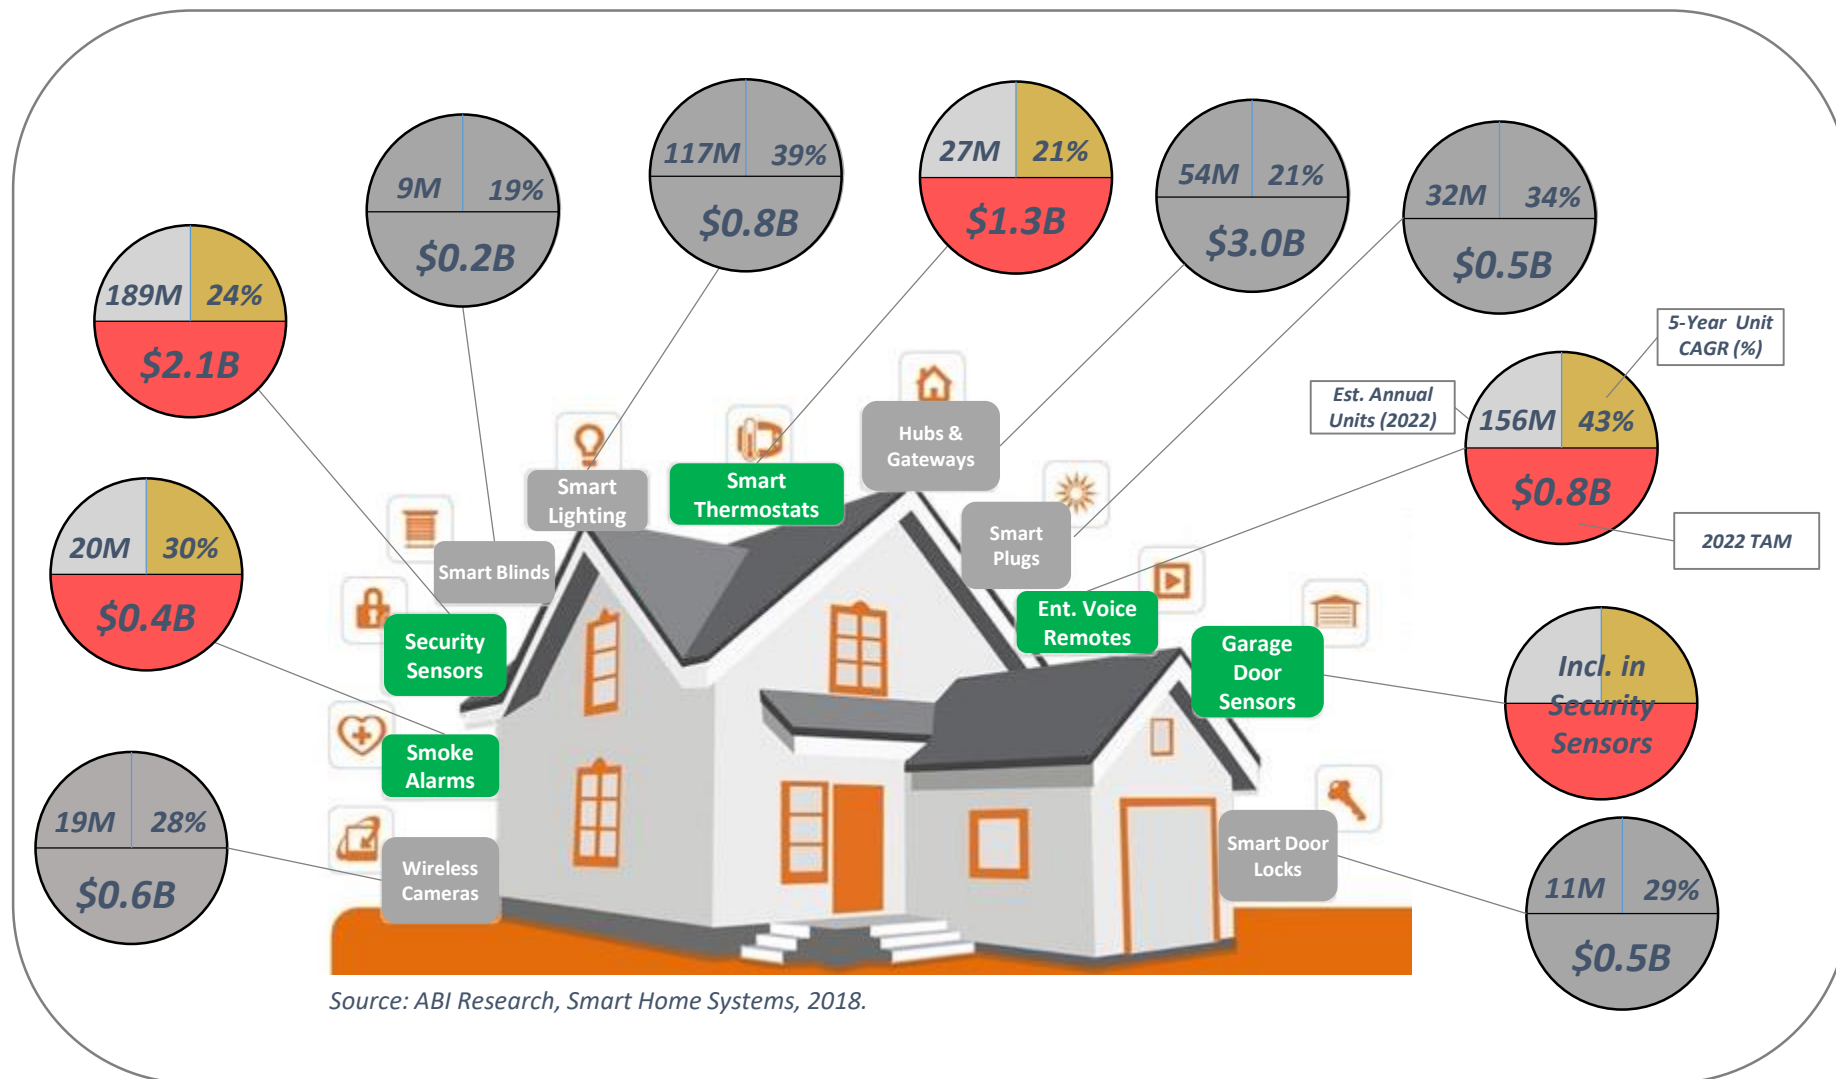 117M 39%
$0.8B
27M 21%
$1.3B
54M 21%
$3.0B
9M 19%
$0.2B
32M 34%
$0.5B
189M 24%
$2.1B
5-Year Unit
CAGR (%)
Est. Annual
Units (2022)
156M 43%
$0.8B
2022 TAM
Hubs &
Gateways
Smart
Thermostats
Smart
Lighting
Smart
Plugs
Smart Blinds
20M 30%
$0.4B
Security
Sensors
Ent. Voice
Remotes
Garage
Door
Sensors
Incl. in
Security
Sensors
Smoke
Alarms
19M 28%
$0.6B
Wireless
Cameras
Smart Door
Locks
11M 29%
$0.5B
Source: ABI Research, Smart Home Systems, 2018.